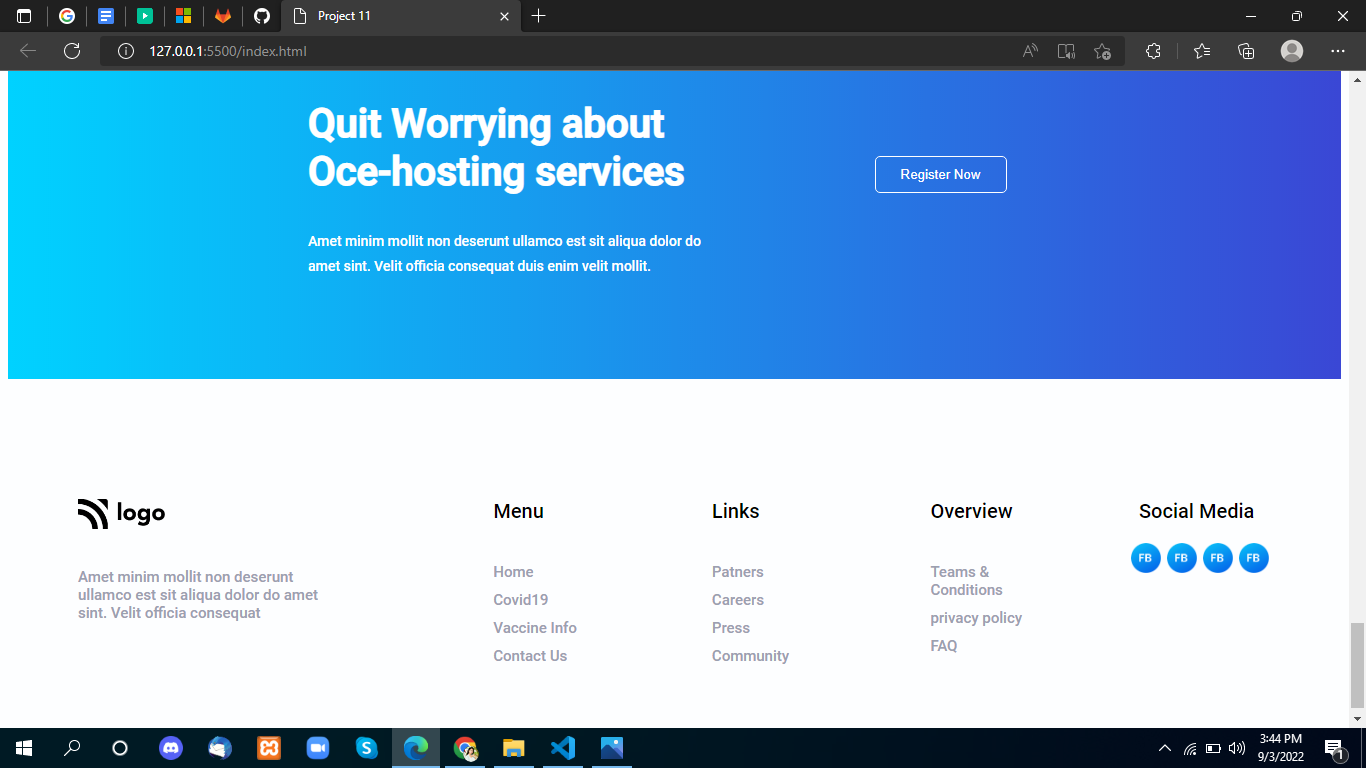 Project 11
127.0.0.1:5500/index.html
Quit Worrying about
Oce-hosting services
Register Now
Amet minim mollit non deserunt ullamco est sit aliqua dolor do
amet sint. Velit officia consequat duis enim velit mollit.
logo
Amet minim mollit non deserunt
ullamco est sit aliqua dolor do amet
sint. Velit officia consequat
Menu
Home
Covid19
Vaccine Info
Contact Us
Links
Patners
Careers
Press
Community
Overview
Teams &
Conditions
privacy policy
FAQ
Social Media
FB FB FB FB
3:44 PM
9/3/2022
1